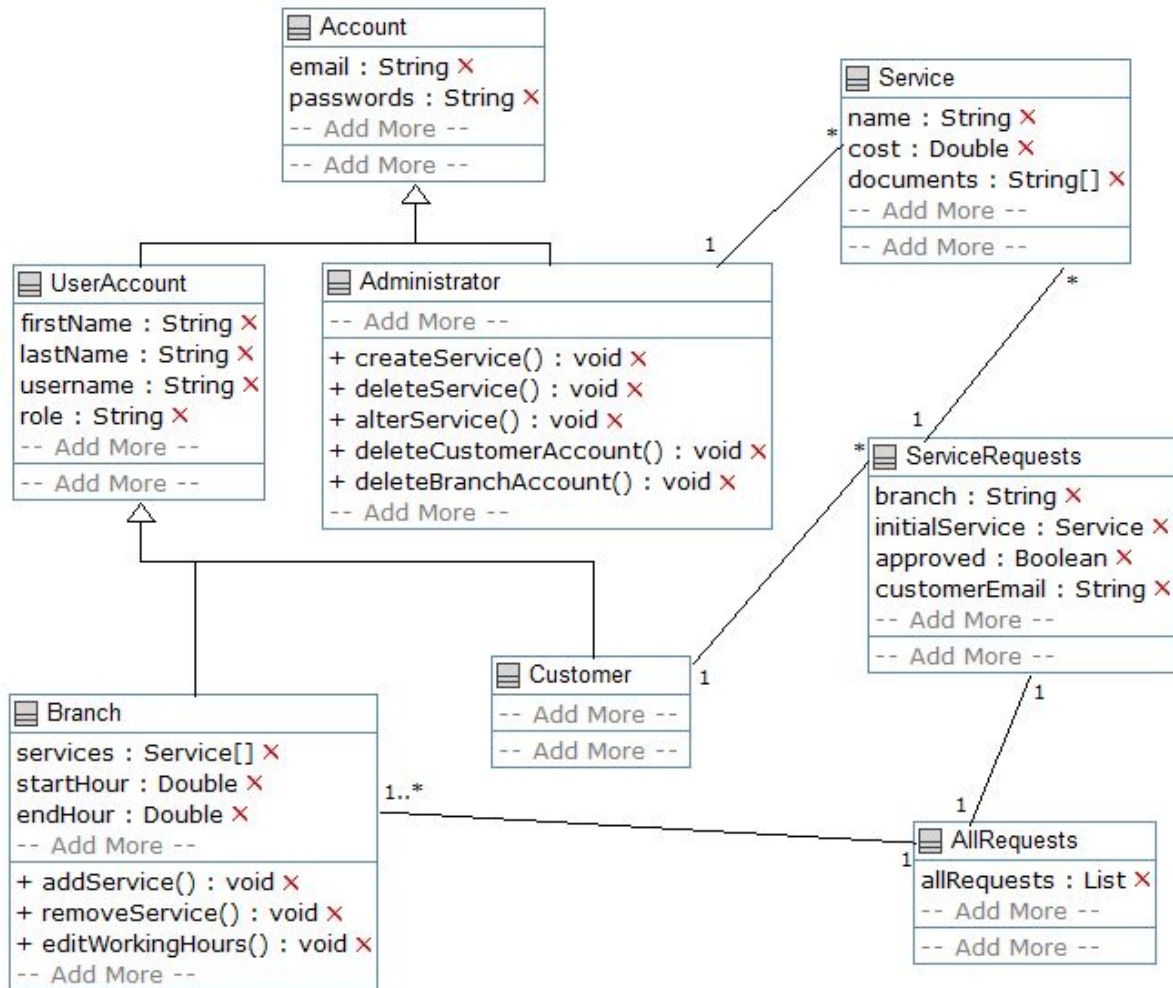 Account
email : String
passwords : String
-- Add More --
-- Add More --
Service
name : String
cost : Double
documents : String[]
-- Add More --
-- Add More --
*
1
UserAccount
firstName : String
lastName : String
username : String
role : String
-- Add More --
-- Add More --
Administrator
-- Add More --
+ createService() : void
+ deleteService() : void
+ alterService() : void
+ deleteCustomerAccount() : void
+ deleteBranchAccount() : void
-- Add More --
*
1
ServiceRequests
branch : String
initialService : Service
approved : Boolean
customerEmail : String
-- Add More --
-- Add More --
*
1
Customer
-- Add More --
-- Add More --
Branch
services : Service[]
startHour : Double
endHour : Double
-- Add More --
+ addService() : void
+ removeService() : void
+ editWorkingHours() : void
-- Add More --
1..*
1
1
1
AllRequests
allRequests : List
-- Add More --
-- Add More --